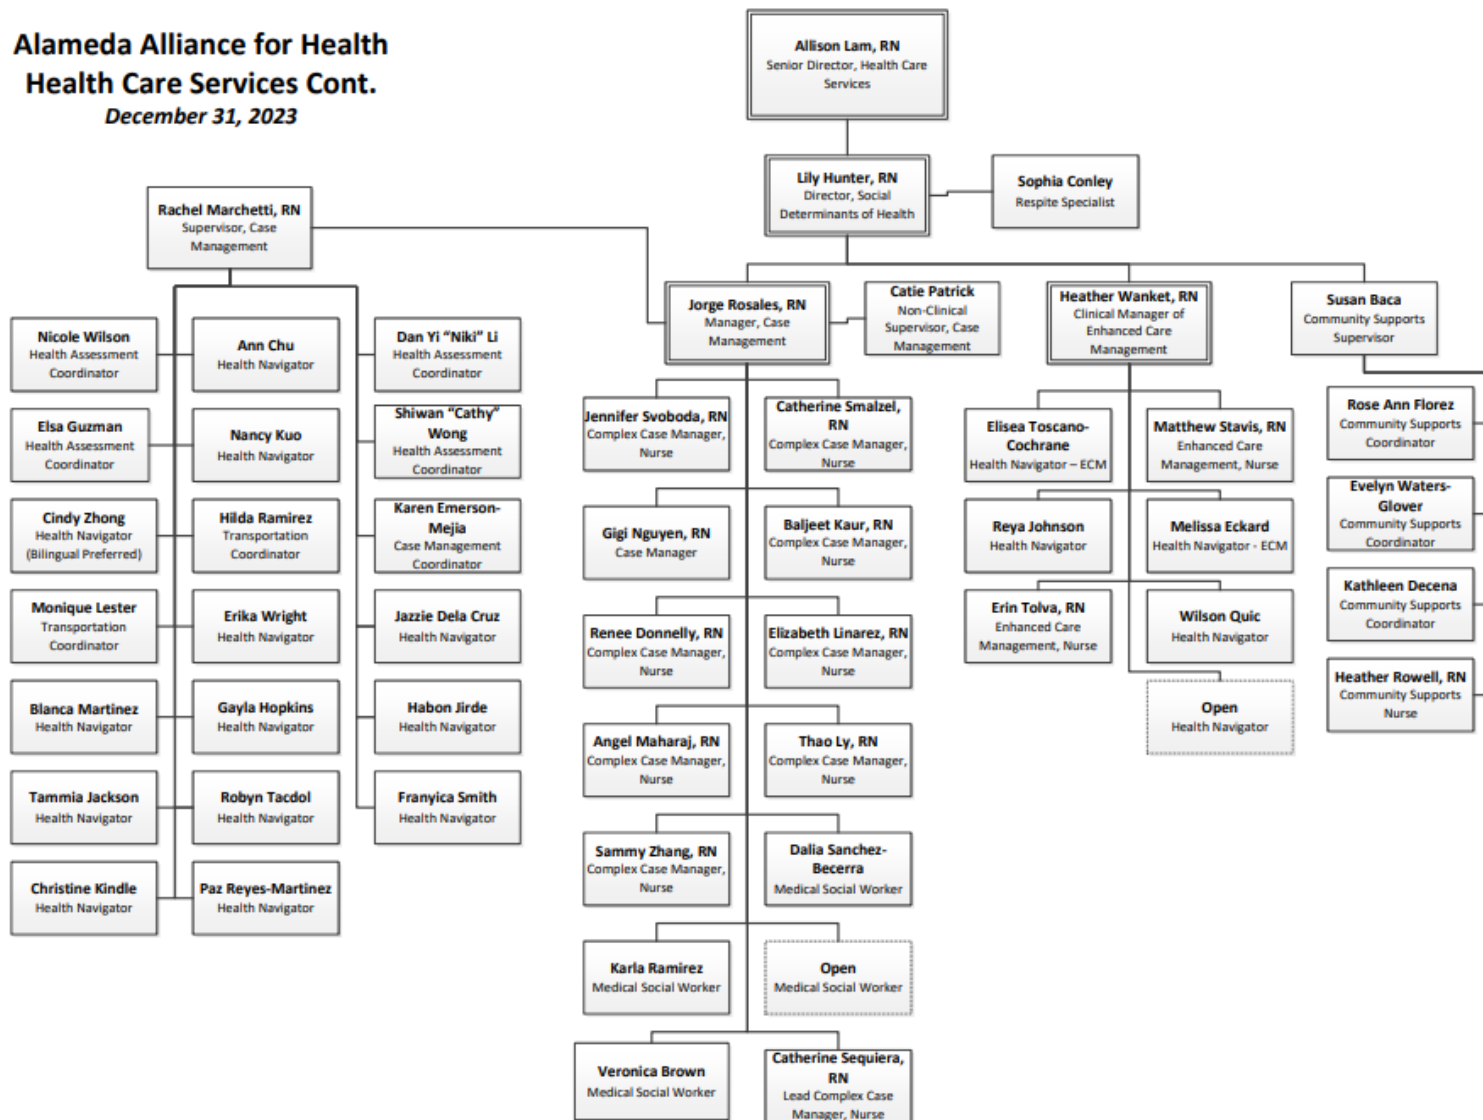 Alameda Alliance for Health
Health Care Services Cont.
December 31, 2023
Allison Lam, RN
Senior Director, Health Care
Services
Lily Hunter, RN
Director, Social
Determinants of Health
Sophia Conley
Respite Specialist
Rachel Marchetti, RN
Supervisor, Case
Management
Jorge Rosales, RN
Manager, Case
Management
Catie Patrick
Non-Clinical
Supervisor, Case
Management
Heather Wanket, RN
Clinical Manager of
Enhanced Care
Management
Susan Baca
Community Supports
Supervisor
Nicole Wilson
Health Assessment
Coordinator
Ann Chu
Health Navigator
Dan Yi “Niki” Li
Health Assessment
Coordinator
Elsa Guzman
Health Assessment
Coordinator
Nancy Kuo
Health Navigator
Shiwan “Cathy”
Wong
Health Assessment
Coordinator
Cindy Zhong
Health Navigator
(Bilingual Preferred)
Hilda Ramirez
Transportation
Coordinator
Karen Emerson-
Mejia
Case Management
Coordinator
Monique Lester
Transportation
Coordinator
Erika Wright
Health Navigator
Jazzie Dela Cruz
Health Navigator
Blanca Martinez
Health Navigator
Gayla Hopkins
Health Navigator
Habon Jirde
Health Navigator
Tammia Jackson
Health Navigator
Robyn Tacdol
Health Navigator
Franyica Smith
Health Navigator
Christine Kindle
Health Navigator
Paz Reyes-Martinez
Health Navigator
Jennifer Svoboda, RN
Complex Case Manager,
Nurse
Catherine Smalzel,
RN
Complex Case Manager,
Nurse
Gigi Nguyen, RN
Case Manager
Baljeet Kaur, RN
Complex Case Manager,
Nurse
Renee Donnelly, RN
Complex Case Manager,
Nurse
Elizabeth Linarez, RN
Complex Case Manager,
Nurse
Angel Maharaj, RN
Complex Case Manager,
Nurse
Thao Ly, RN
Complex Case Manager,
Nurse
Sammy Zhang, RN
Complex Case Manager,
Nurse
Dalia Sanchez-
Becerra
Medical Social Worker
Karla Ramirez
Medical Social Worker
Open
Medical Social Worker
Veronica Brown
Medical Social Worker
Catherine Sequiera,
RN
Lead Complex Case
Manager, Nurse
Elisea Toscano-
Cochrane
Health Navigator – ECM
Matthew Stavis, RN
Enhanced Care
Management, Nurse
Reya Johnson
Health Navigator
Melissa Eckard
Health Navigator - ECM
Erin Tolva, RN
Enhanced Care
Management, Nurse
Wilson Quic
Health Navigator
Open
Health Navigator
Rose Ann Florez
Community Supports
Coordinator
Evelyn Waters-
Glover
Community Supports
Coordinator
Kathleen Decena
Community Supports
Coordinator
Heather Rowell, RN
Community Supports
Nurse